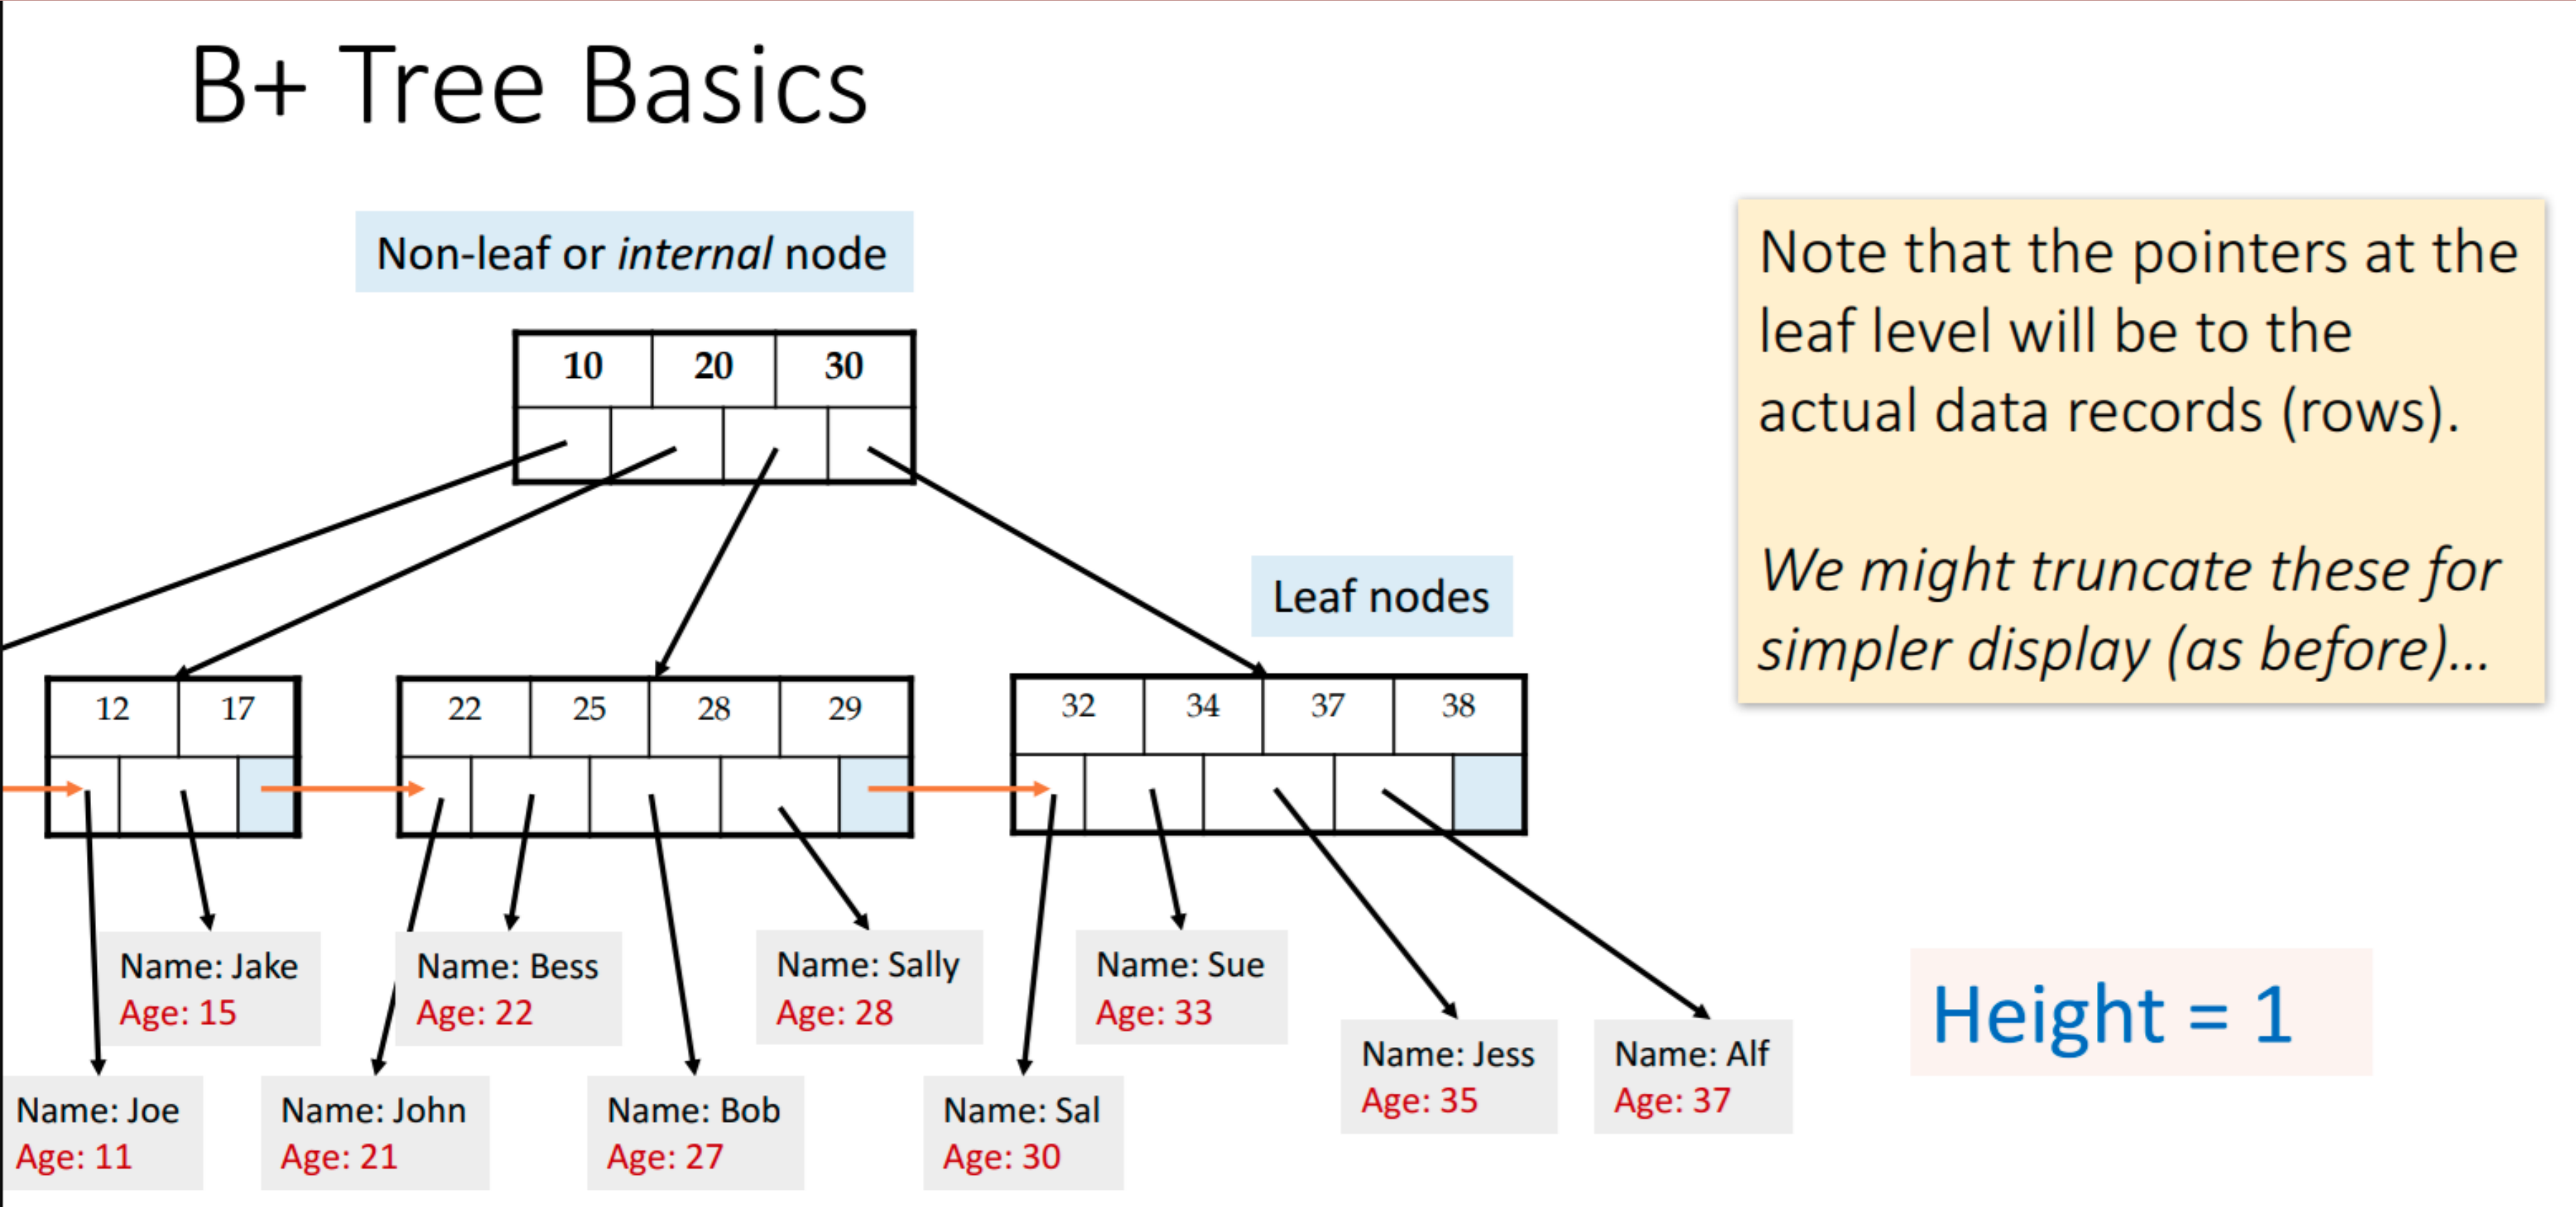 B+ Tree Basics
Non-leaf or internal node
Note that the pointers at the
leaf level will be to the
actual data records (rows).
We might truncate these for
simpler display (as before)...
10 20 30
Leaf nodes
12 17
22 25 28 29
32 34 37 38
Name: Jake
Age: 15
Name: Bess
Age: 22
Name: Sally
Age: 28
Name: Sue
Age: 33
Name: Joe
Age: 11
Name: John
Age: 21
Name: Bob
Age: 27
Name: Sal
Age: 30
Name: Jess
Age: 35
Name: Alf
Age: 37
Height = 1